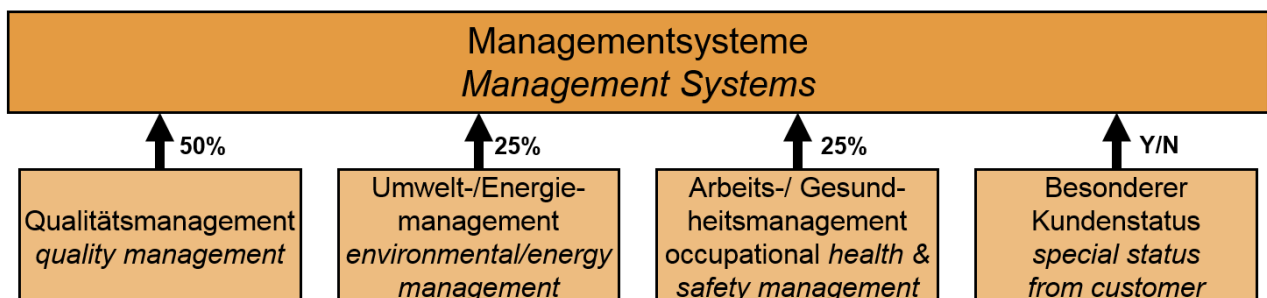 Managementsysteme
Management Systems
50%
25%
25%
Y/N
Qualitätsmanagement
quality management
Umwelt-/Energie-
management
environmental/energy
management
Arbeits-/ Gesund-
heitsmanagement
occupational health &
safety management
Besonderer
Kundenstatus
special status
from customer